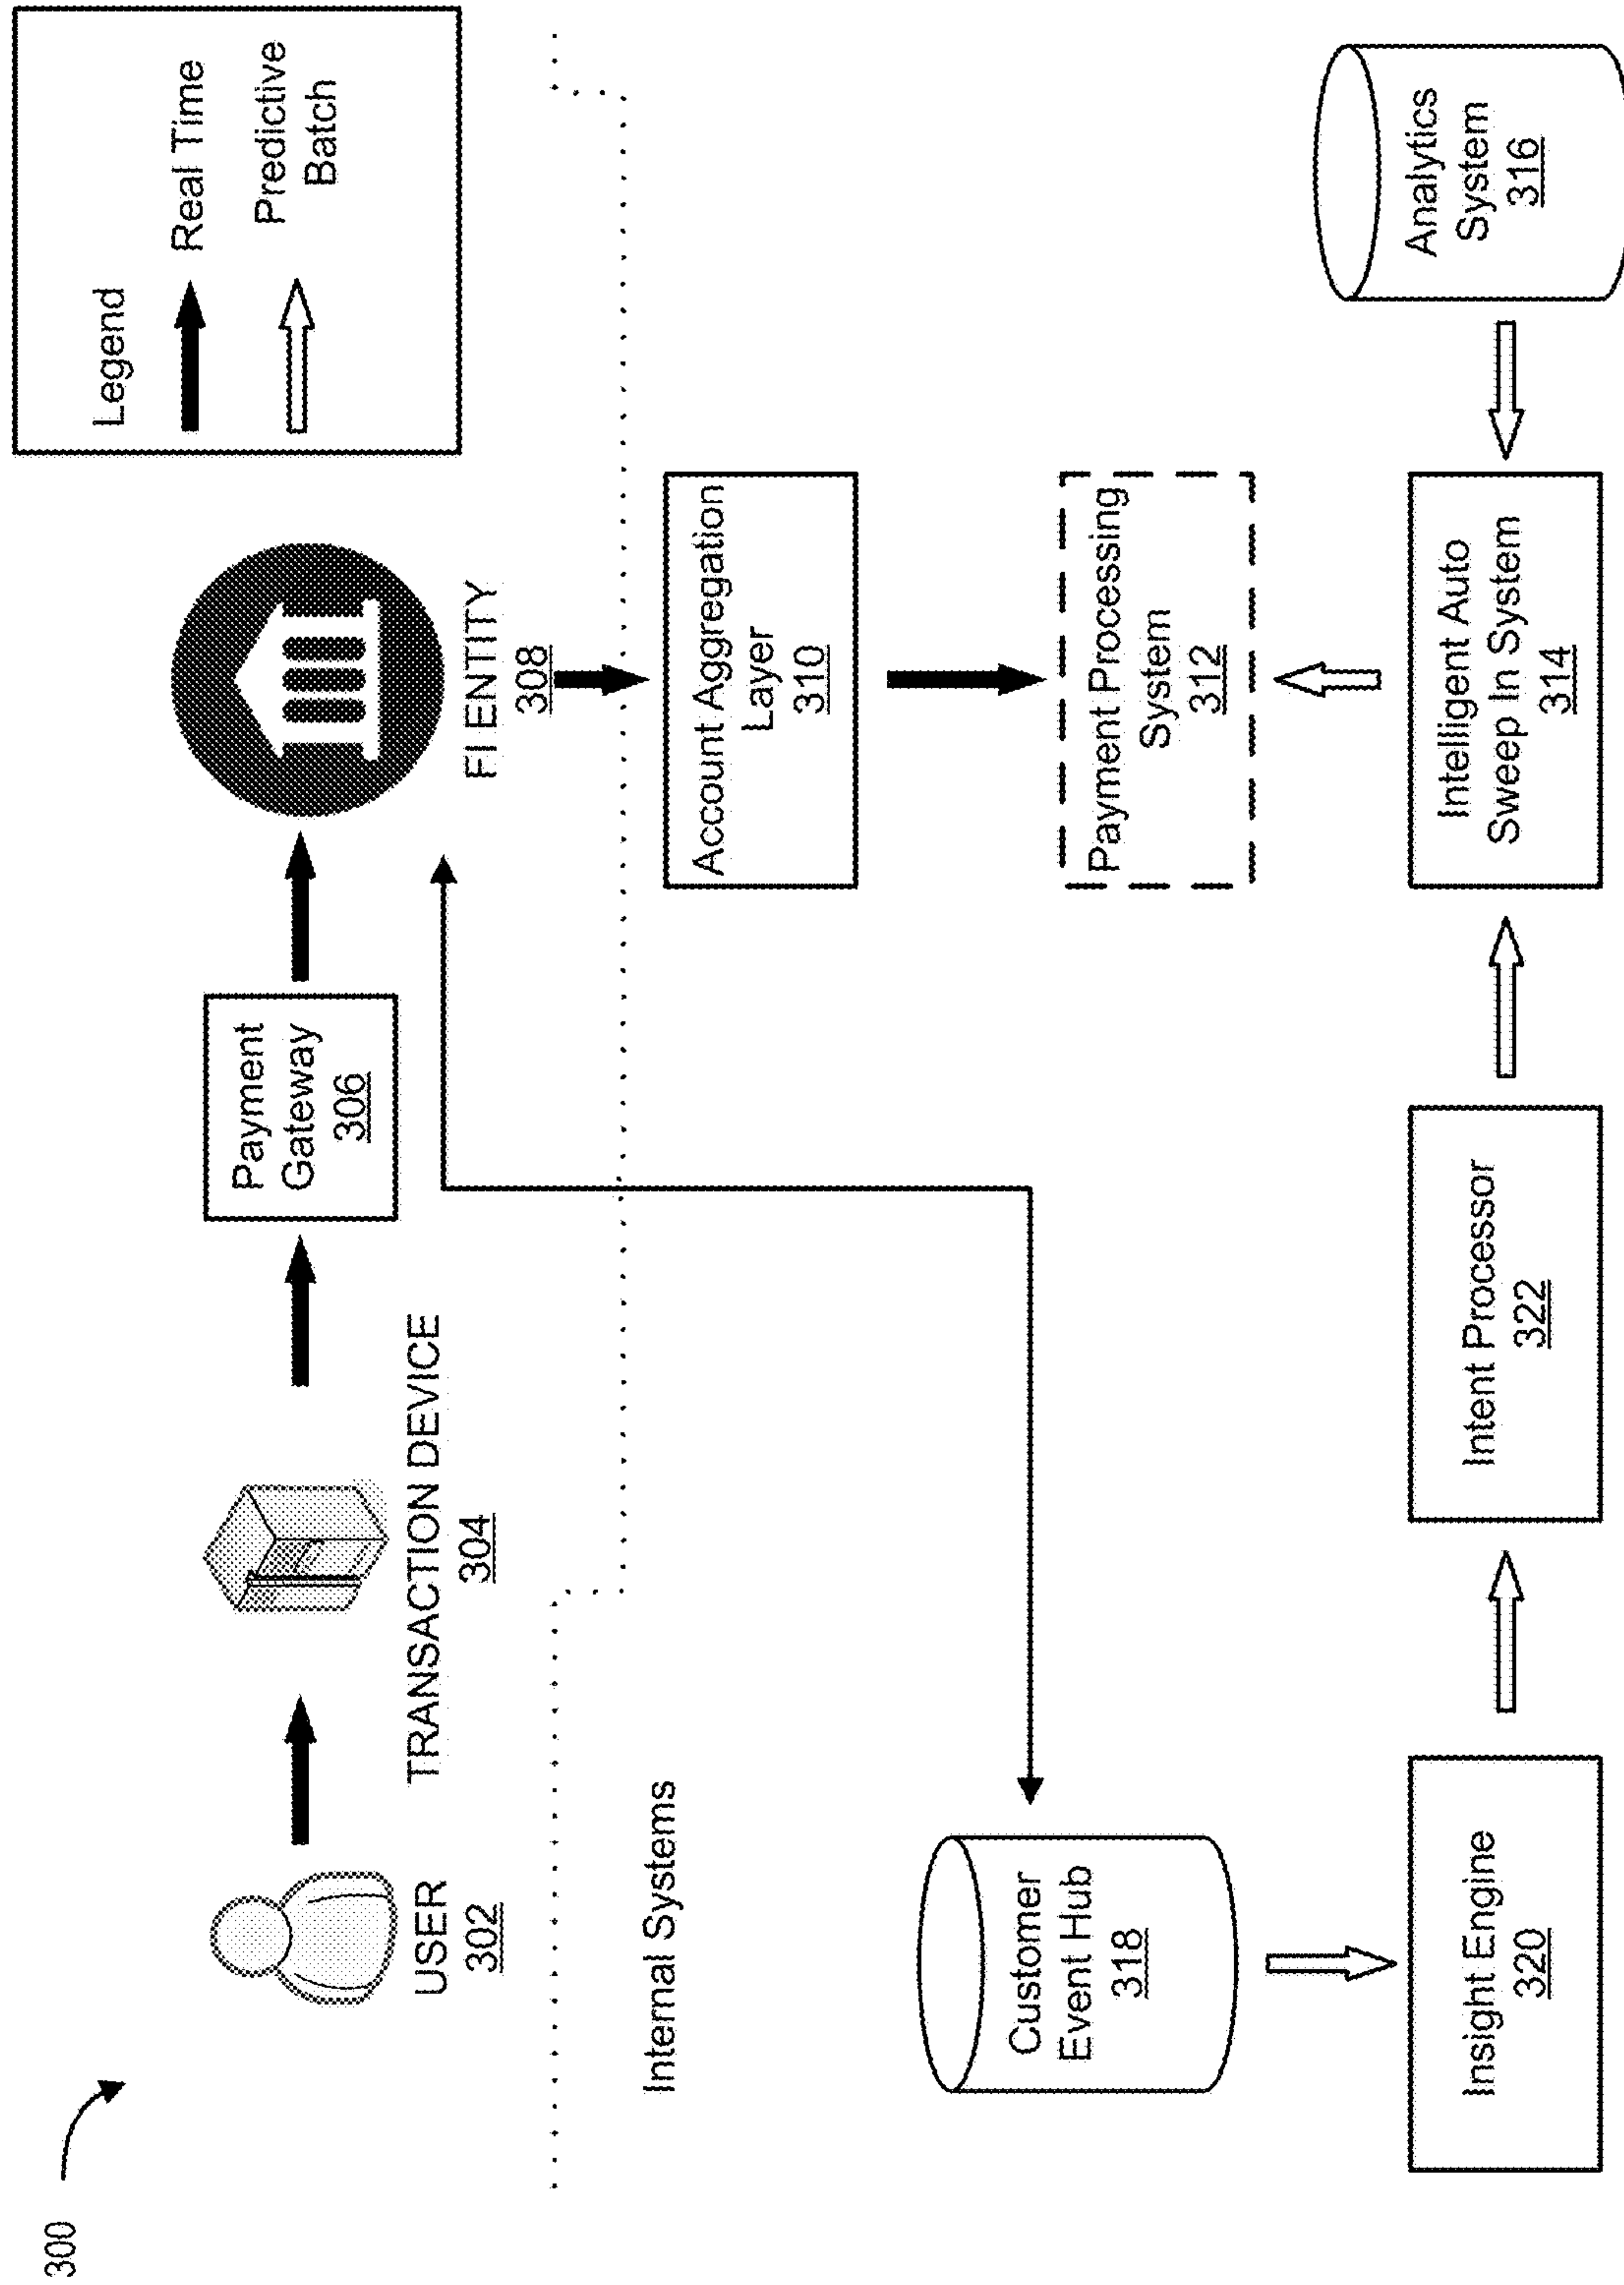 300
Legend
Real Time
Predictive
Batch
USER
302
TRANSACTION DEVICE
304
Payment
Gateway
306
FI ENTITY
308
Internal Systems
Account Aggregation
Layer
310
Customer
Event Hub
318
Payment Processing
System
312
Insight Engine
320
Intent Processor
322
Intelligent Auto
Sweep In System
314
Analytics
System
316